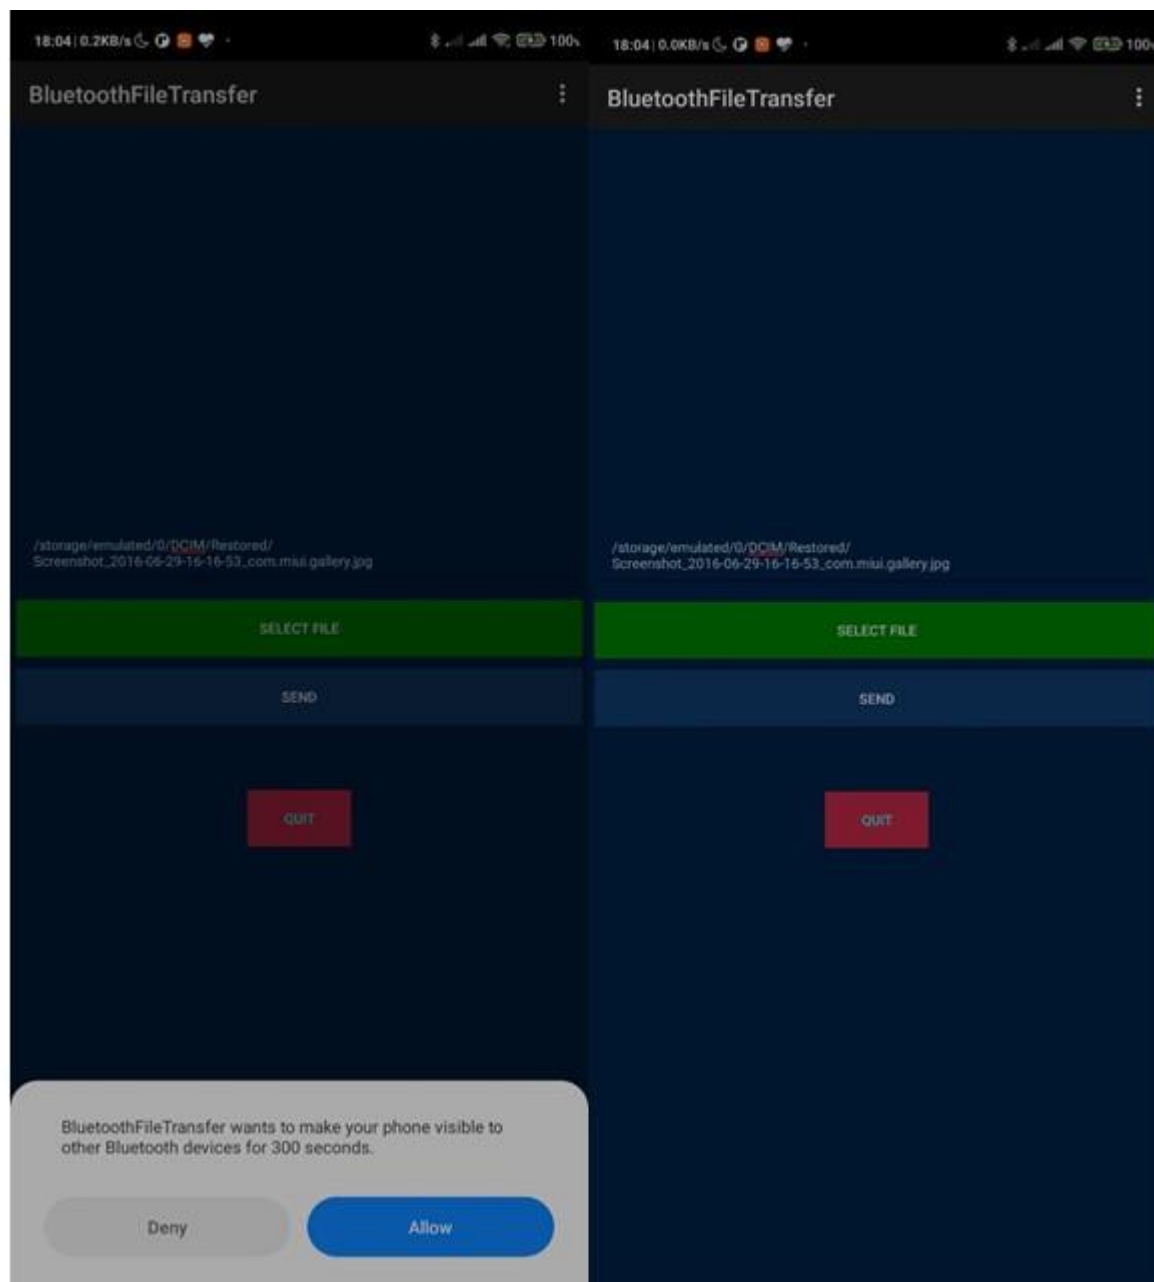 18:04 | 0.2KB/s
100
BluetoothFileTransfer
/storage/emulated/0/DCIM/Restored/
Screenshot_2016-06-29-16-16-53_com.miui.gallery.jpg
SELECT FILE
SEND
QUIT
BluetoothFileTransfer wants to make your phone visible to
other Bluetooth devices for 300 seconds.
Deny
Allow
18:04 | 0.0KB/s
100
BluetoothFileTransfer
/storage/emulated/0/DCIM/Restored/
Screenshot_2016-06-29-16-16-53_com.miui.gallery.jpg
SELECT FILE
SEND
QUIT